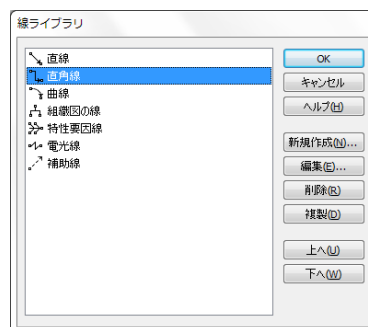 線ライブラリ
直線
直角線
曲線
組織図の線
特性要因線
電光線
補助線
OK
キャンセル
ヘルプ(H)
新規作成(N)...
編集(E)...
削除(R)
複製(D)
上へ(U)
下へ(W)